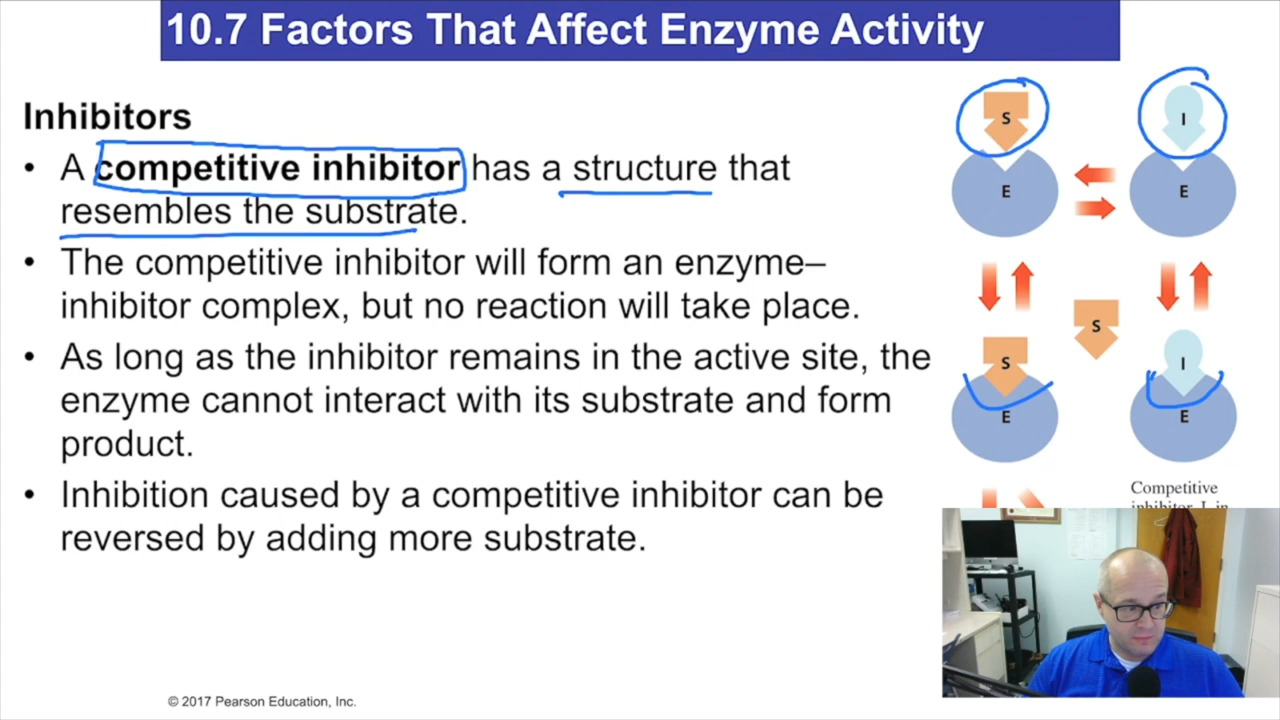 10.7 Factors That Affect Enzyme Activity
Inhibitors
• A competitive inhibitor has a structure that
resembles the substrate.
• The competitive inhibitor will form an enzyme–
inhibitor complex, but no reaction will take place.
• As long as the inhibitor remains in the active site, the
enzyme cannot interact with its substrate and form
product.
• Inhibition caused by a competitive inhibitor can be
reversed by adding more substrate.
S
I
E
E
S
S
I
E
E
Competitive
inhibitor, I, in
© 2017 Pearson Education, Inc.